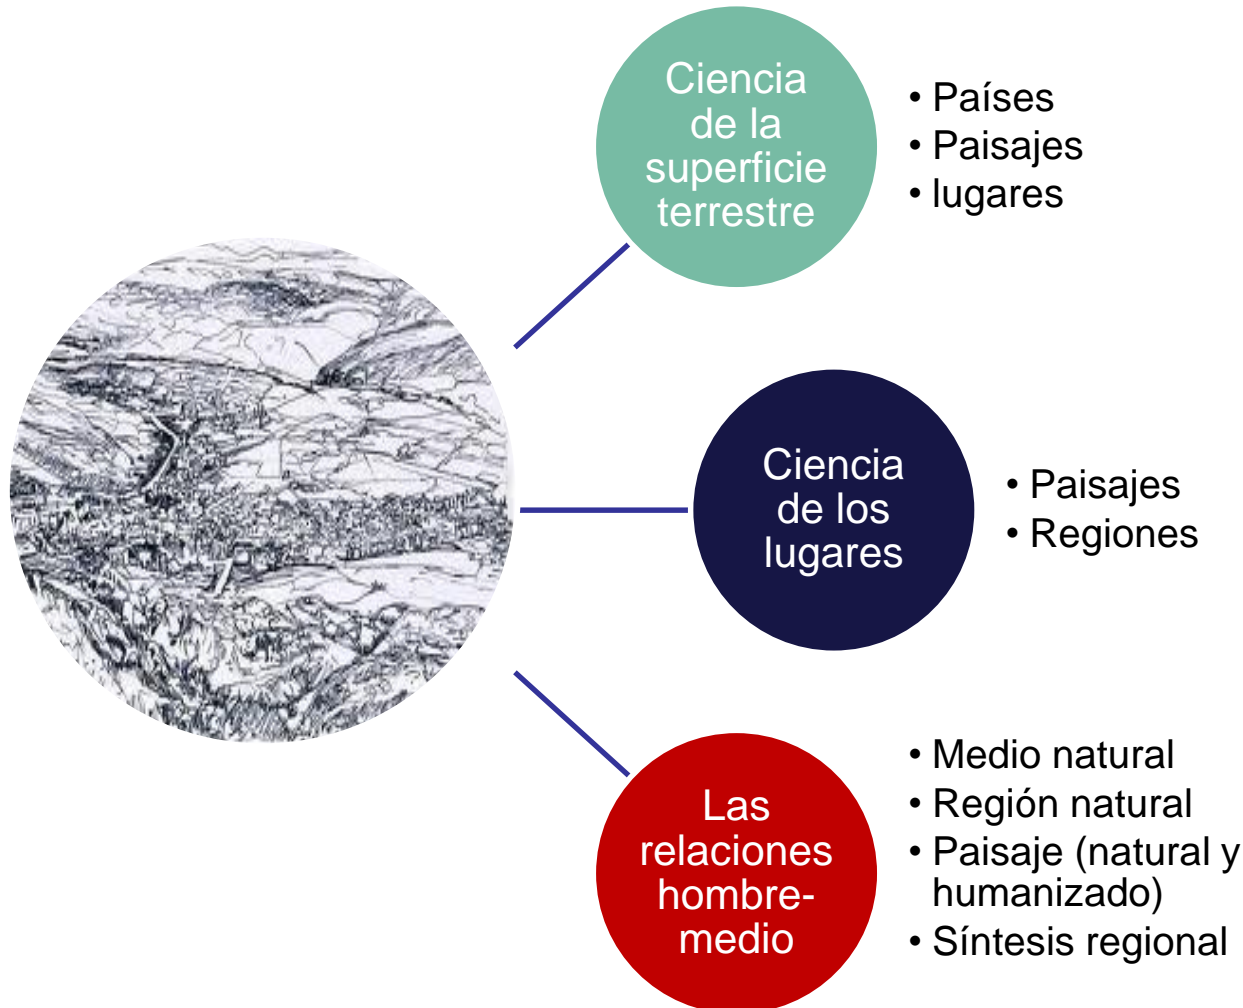 Ciencia
de la
superficie
terrestre
• Países
• Paisajes
• lugares
Ciencia
de los
lugares
• Paisajes
• Regiones
Las
relaciones
hombre-
medio
• Medio natural
• Región natural
• Paisaje (natural y
humanizado)
• Síntesis regional